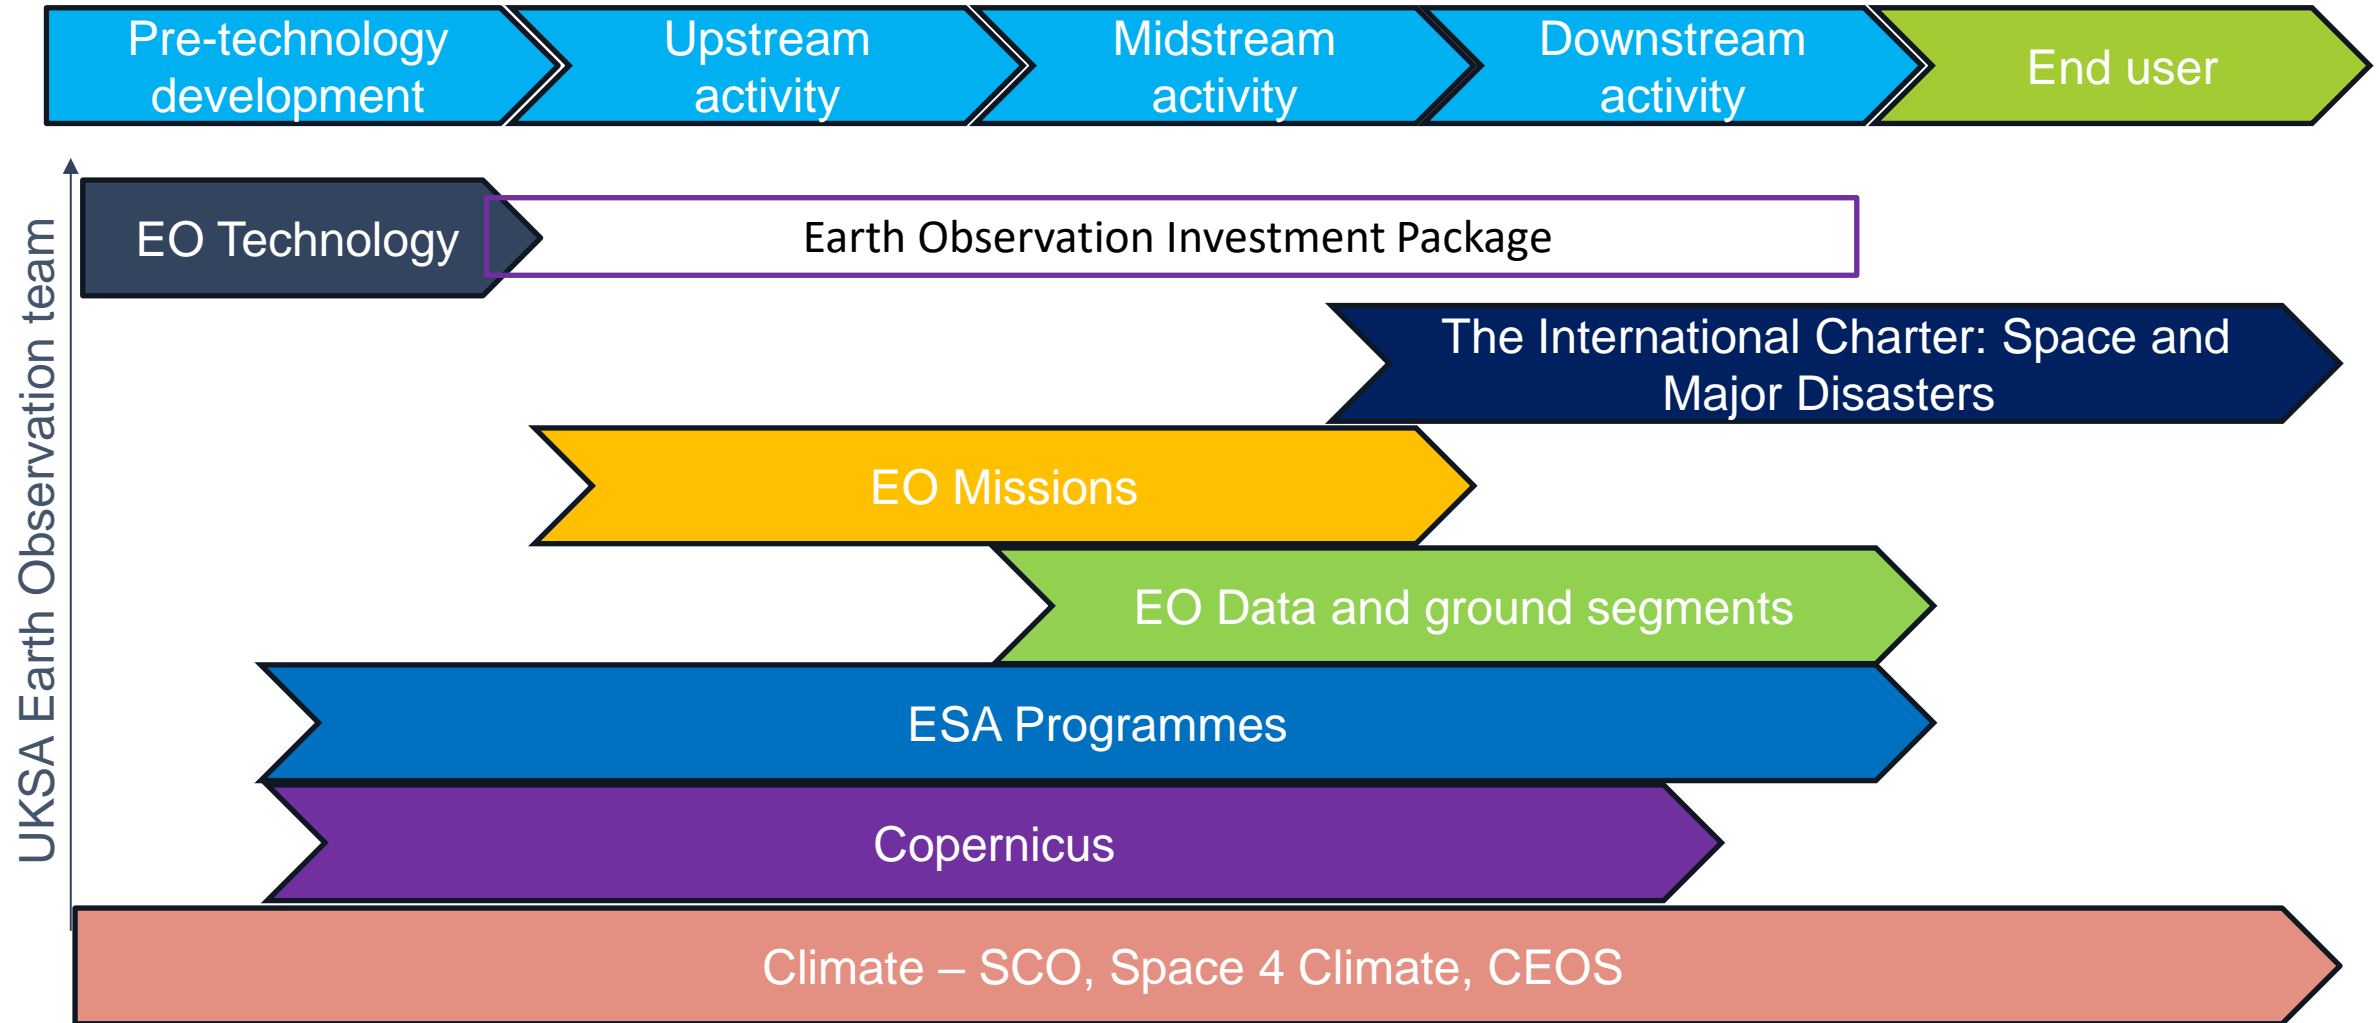 Pre-technology
development
Upstream
activity
Midstream
activity
Downstream
activity
End user
UKSA Earth Observation team
EO Technology
Earth Observation Investment Package
The International Charter: Space and
Major Disasters
EO Missions
EO Data and ground segments
ESA Programmes
Copernicus
Climate – SCO, Space 4 Climate, CEOS